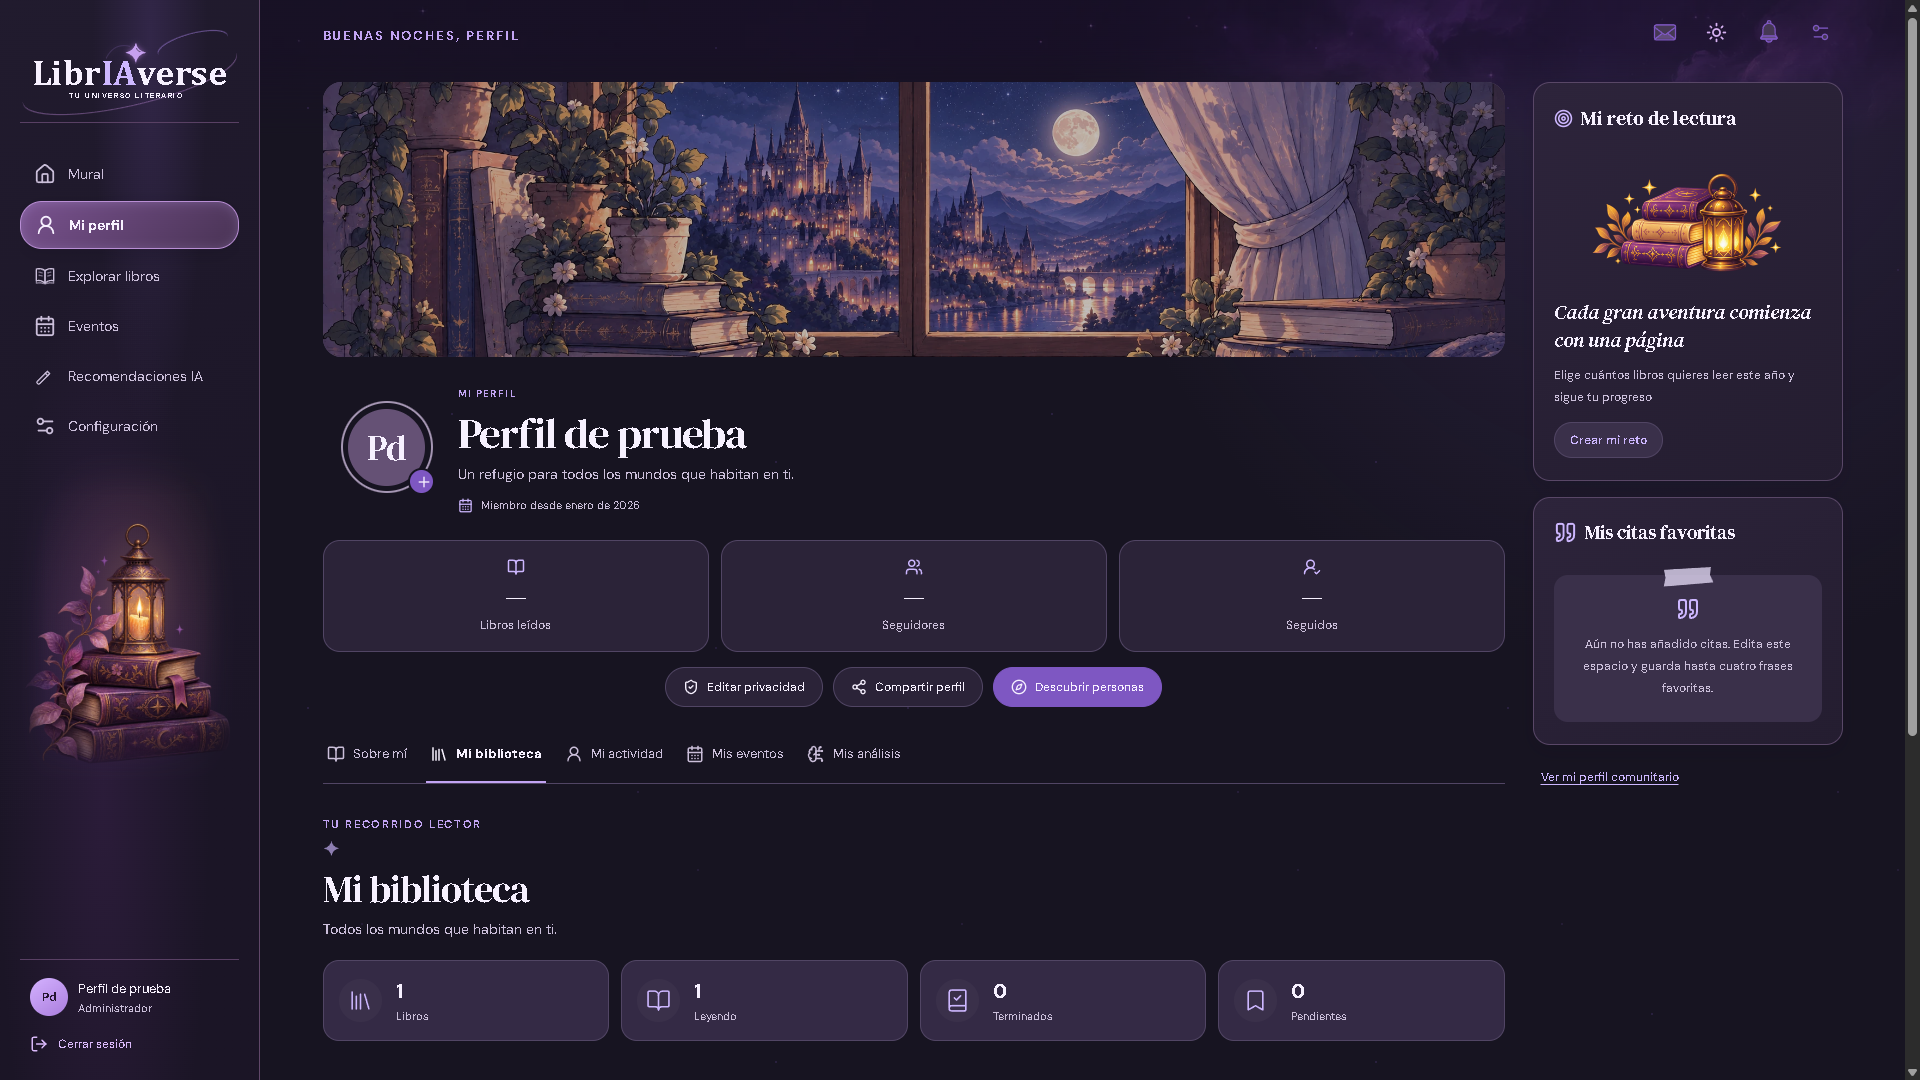 LibrIAverse
TU UNIVERSO LITERARIO
Mural
Mi perfil
Explorar libros
Eventos
Recomendaciones IA
Configuración
Pd
Perfil de prueba
Administrador
Cerrar sesión
BUENAS NOCHES, PERFIL
Pd
MI PERFIL
Perfil de prueba
Un refugio para todos los mundos que habitan en ti.
Miembro desde enero de 2026
—
Libros leídos
—
Seguidores
—
Seguidos
Editar privacidad
Compartir perfil
Descubrir personas
Sobre mí
Mi biblioteca
Mi actividad
Mis eventos
Mis análisis
TU RECORRIDO LECTOR
Mi biblioteca
Todos los mundos que habitan en ti.
1
Libros
1
Leyendo
0
Terminados
0
Pendientes
Mi reto de lectura
Cada gran aventura comienza
con una página
Elige cuántos libros quieres leer este año y
sigue tu progreso
Crear mi reto
Mis citas favoritas
Aún no has añadido citas. Edita este
espacio y guarda hasta cuatro frases
favoritas.
Ver mi perfil comunitario